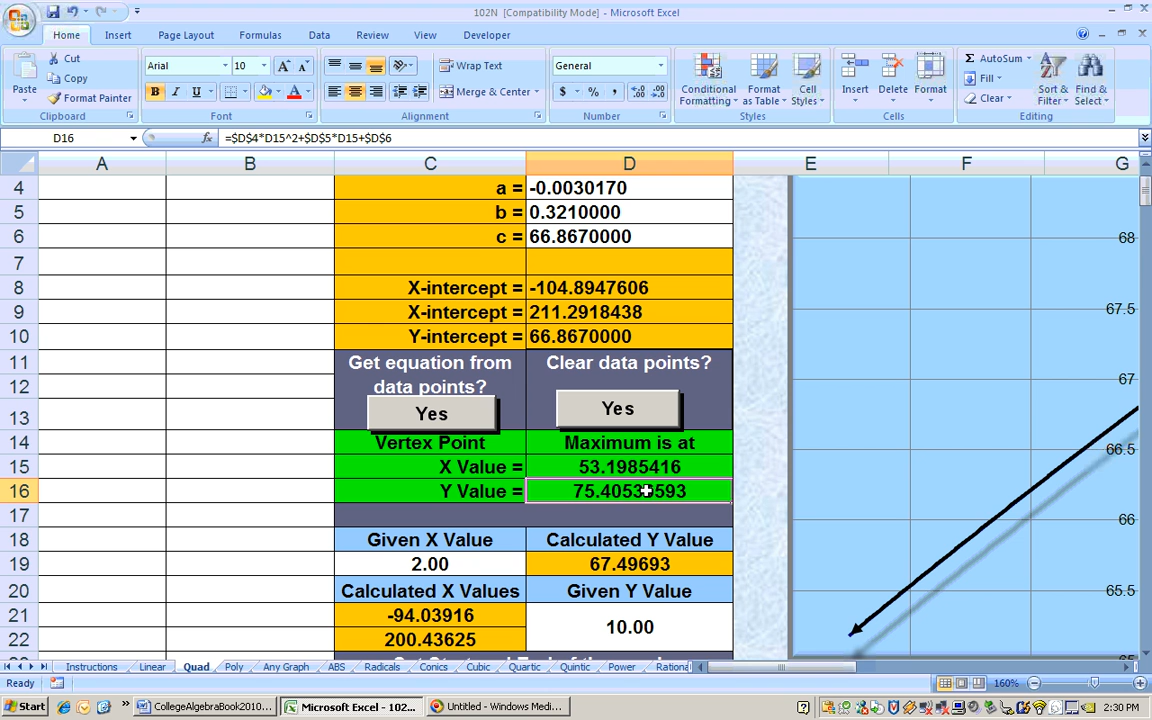 102N [Compatibility Mode] - Microsoft Excel
Home Insert Page Layout Formulas Data Review View Developer
Paste
Cut
Copy
Format Painter
Clipboard
Arial 10
B I U
Font
Wrap Text
Merge & Center
Alignment
General
$ % ,
Number
Conditional Formatting
Format as Table
Cell Styles
Styles
Insert Delete Format
Cells
Σ AutoSum
Fill
Clear
Sort & Filter
Find & Select
Editing
D16 fx =$D$4*D15^2+$D$5*D15+$D$6
A B C D E F G
4 a = -0.0030170
5 b = 0.3210000
6 c = 66.8670000
7
8 X-intercept = -104.8947606
9 X-intercept = 211.2918438
10 Y-intercept = 66.8670000
11 Get equation from Clear data points?
12 data points?
13 Yes Yes
14 Vertex Point Maximum is at
15 X Value = 53.1985416
16 Y Value =
17
18 Given X Value Calculated Y Value
19 2.00 67.49693
20 Calculated X Values Given Y Value
21 -94.03916
10.00
22 200.43625
68
67.5
67
66.5
66
65.5
65
Instructions Linear Quad Poly Any Graph ABS Radicals Conics Cubic Quartic Quintic Power Rationa
Ready 160%
Start CollegeAlgebraBook2010... Microsoft Excel - 102... Untitled - Windows Medi... 2:30 PM